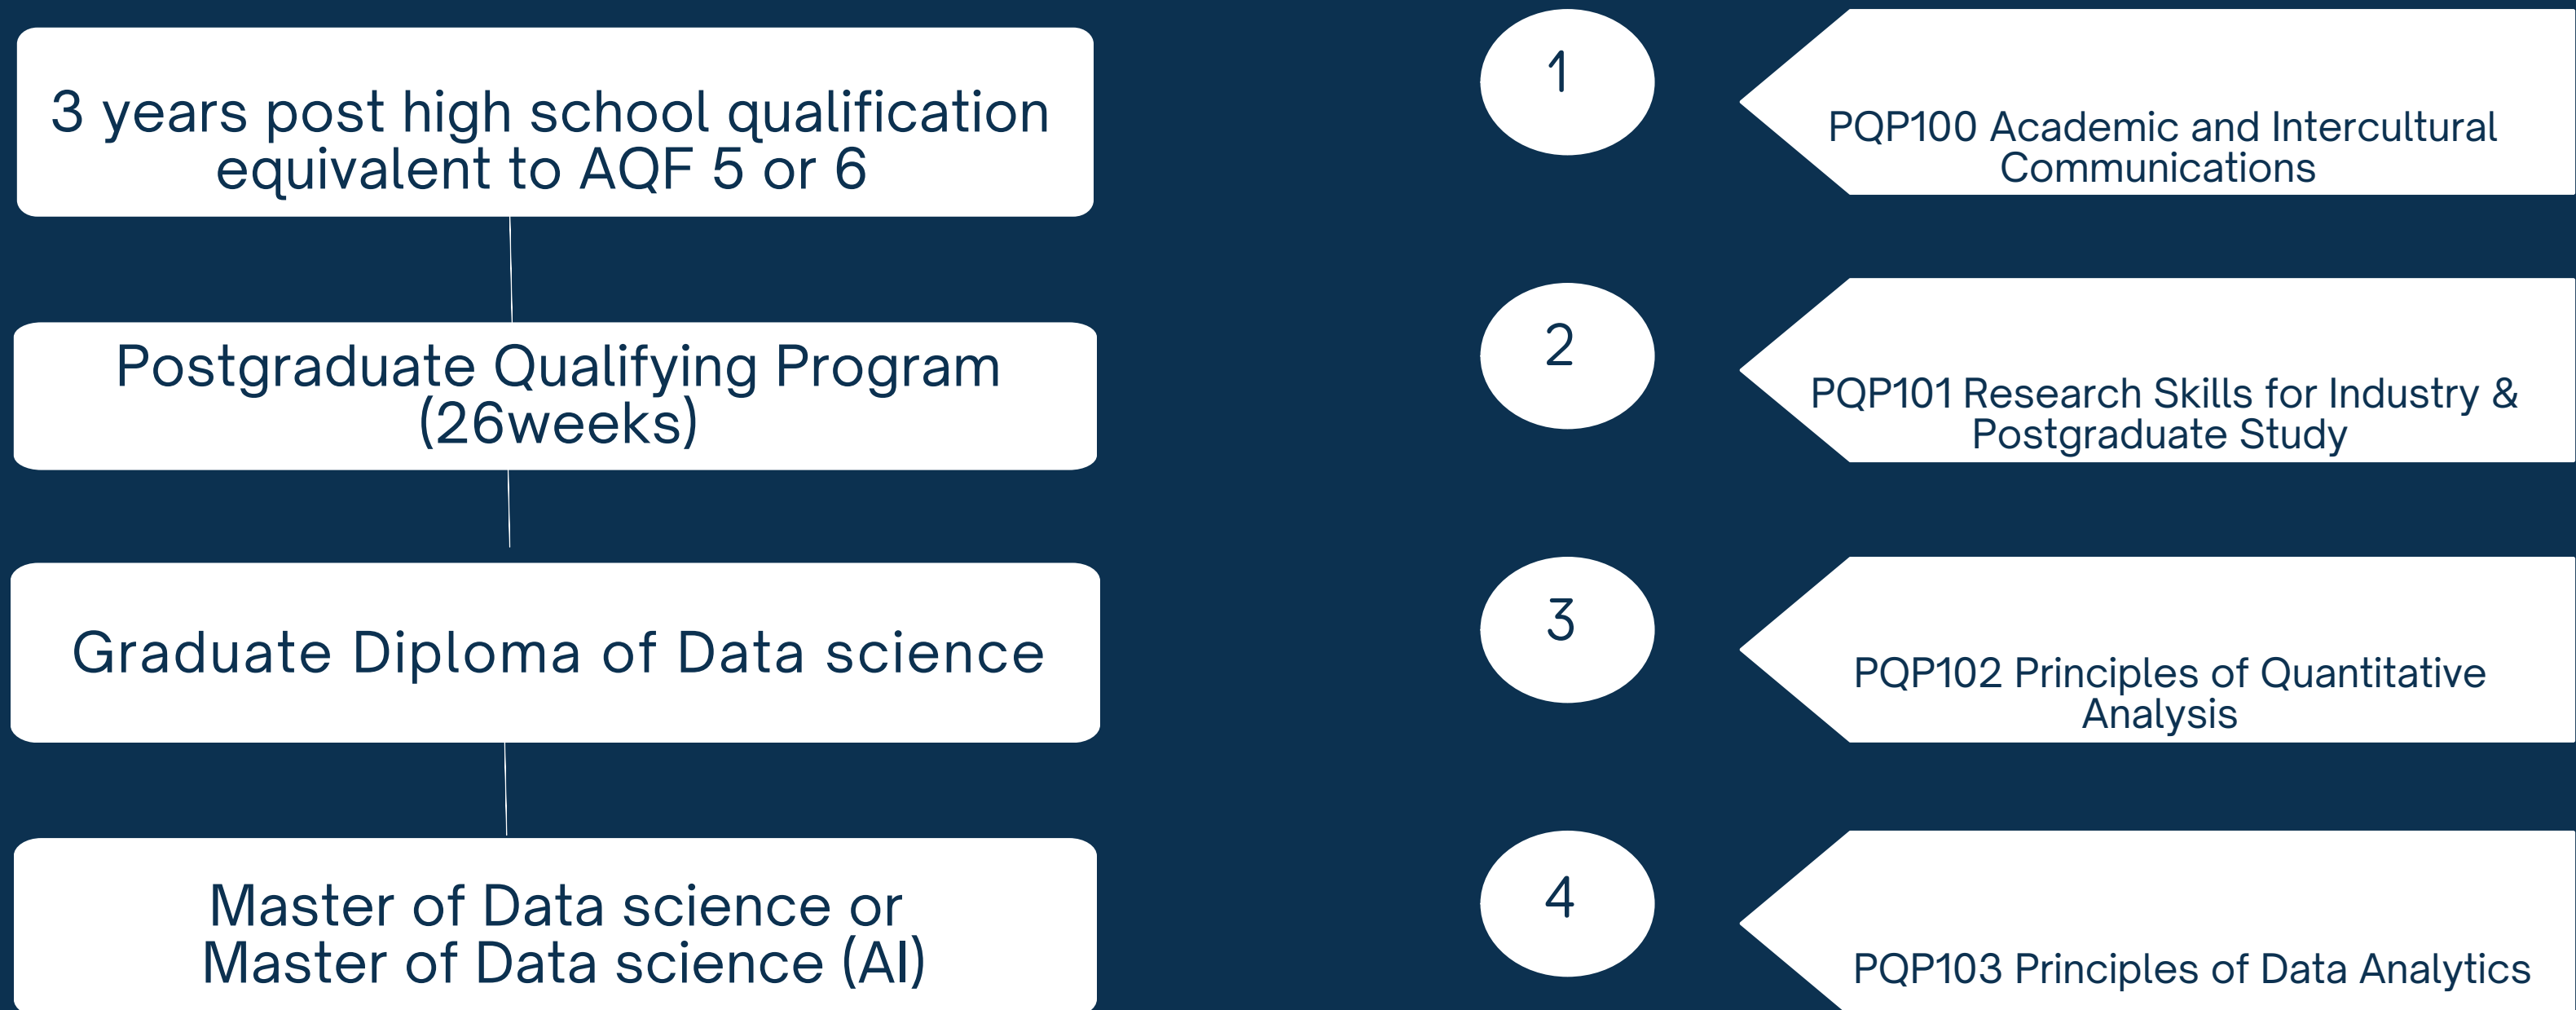 3 years post high school qualification
equivalent to AQF 5 or 6
Postgraduate Qualifying Program
(26weeks)
Graduate Diploma of Data science
Master of Data science or
Master of Data science (AI)
1
PQP100 Academic and Intercultural
Communications
2
PQP101 Research Skills for Industry &
Postgraduate Study
3
PQP102 Principles of Quantitative
Analysis
4
PQP103 Principles of Data Analytics